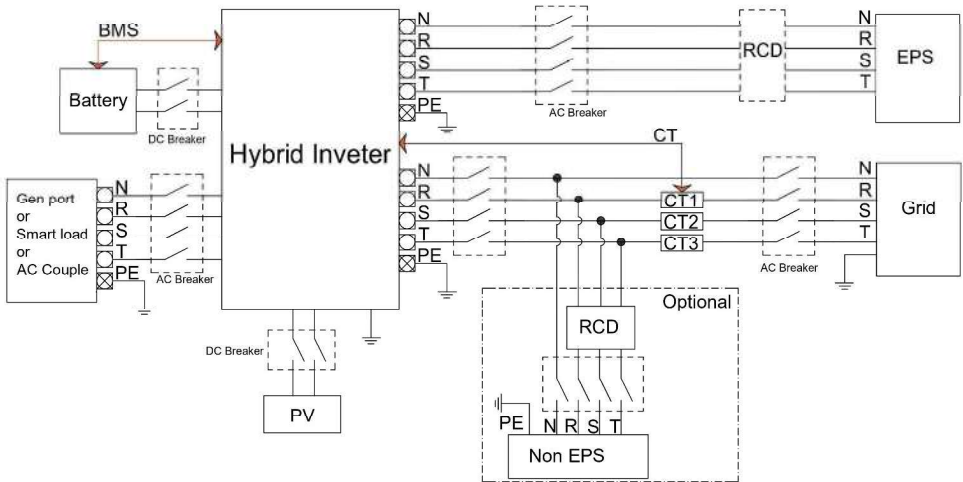 BMS
Battery
DC Breaker
Hybrid Inveter
N
R
S
T
PE
AC Breaker
RCD
N
R
S
T
EPS
CT
Gen port
or
Smart load
or
AC Couple
N
R
S
T
PE
AC Breaker
N
R
S
T
PE
CT1
CT2
CT3
AC Breaker
N
R
S
T
Grid
DC Breaker
PV
Optional
RCD
PE
N R S T
Non EPS